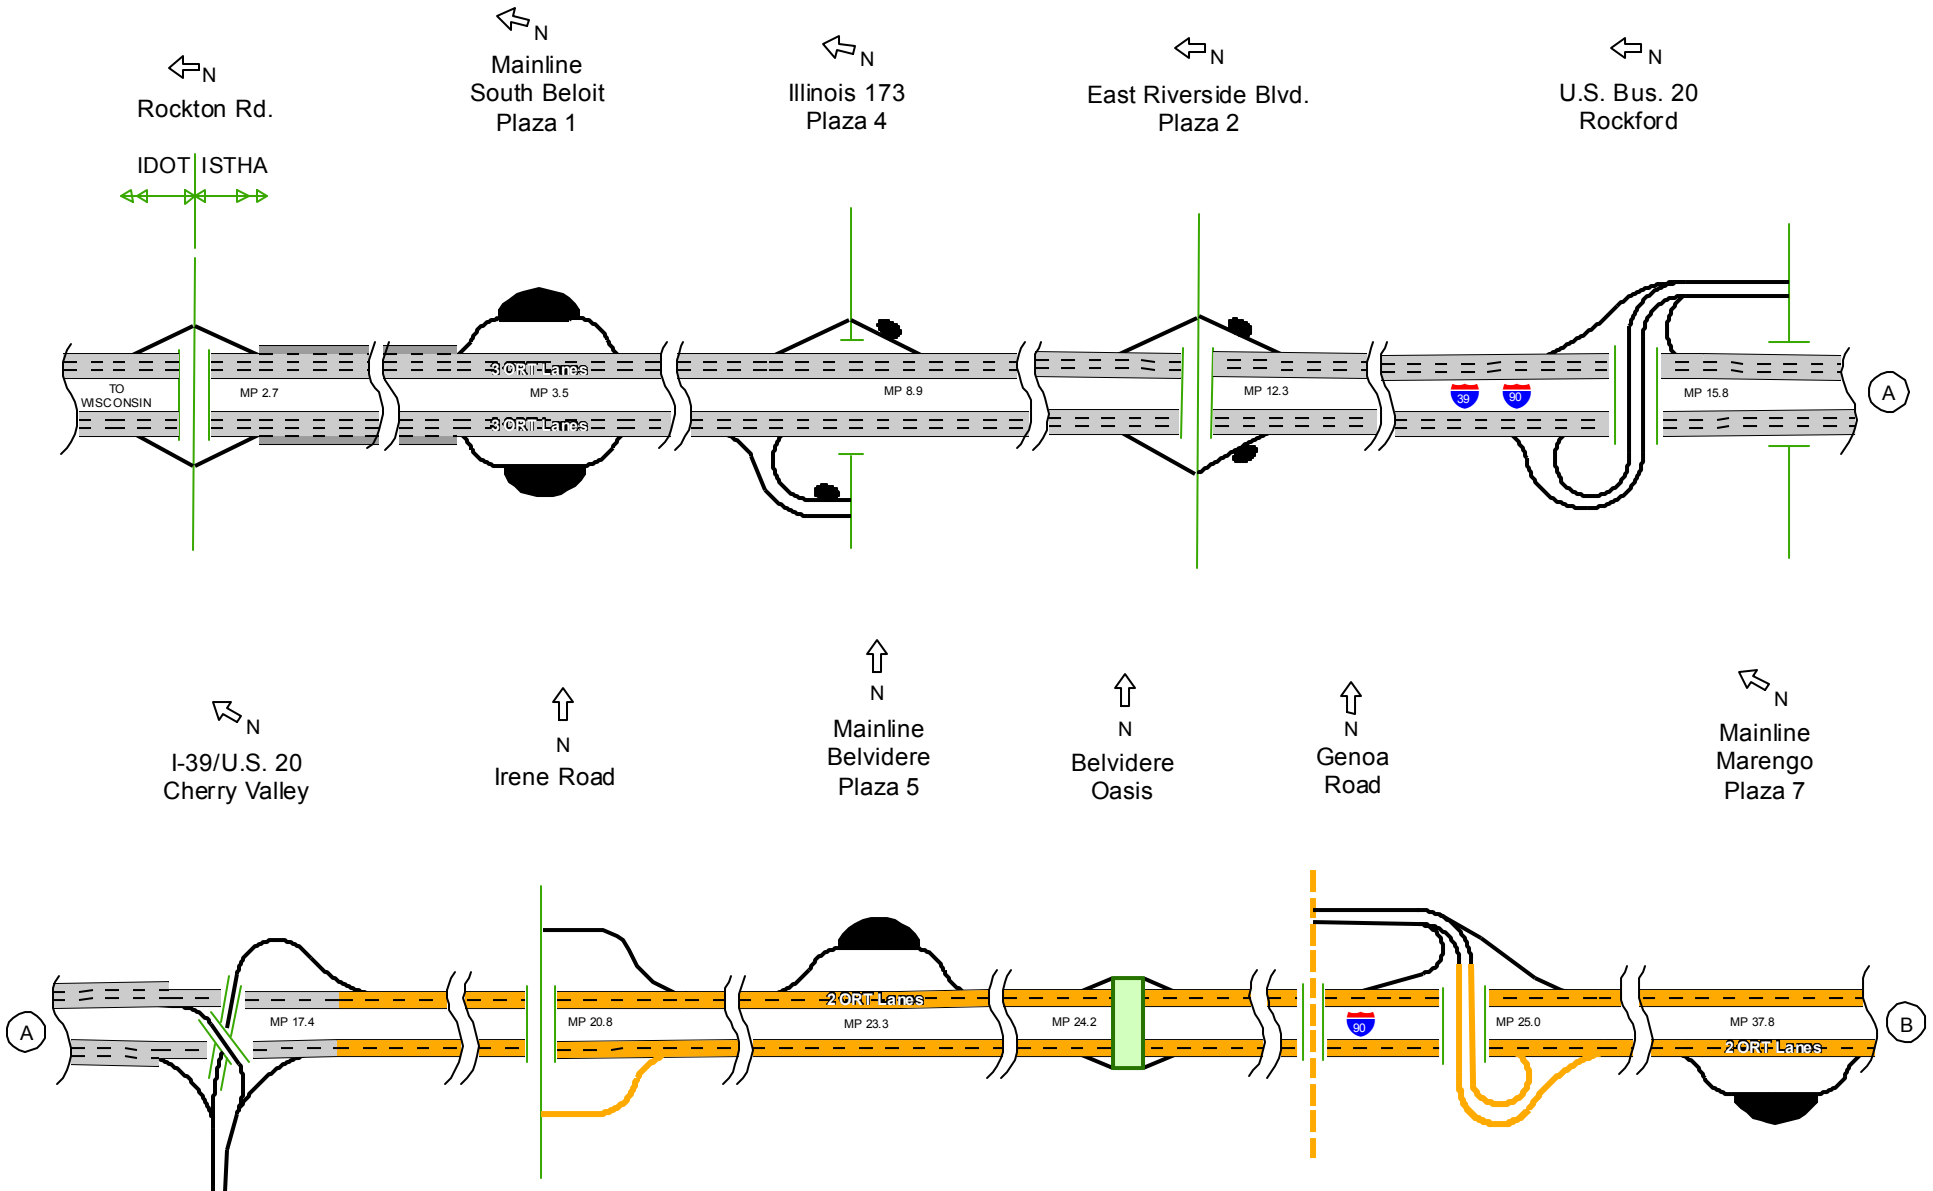 N
Rockton Rd.
IDOT ISTHA
N
Mainline
South Beloit
Plaza 1
N
Illinois 173
Plaza 4
N
East Riverside Blvd.
Plaza 2
N
U.S. Bus. 20
Rockford
3 ORT Lanes
TO
WISCONSIN
MP 2.7
MP 3.5
MP 8.9
MP 12.3
39
90
MP 15.8
A
3 ORT Lanes
N
I-39/U.S. 20
Cherry Valley
N
Irene Road
N
Mainline
Belvidere
Plaza 5
N
Belvidere
Oasis
N
Genoa
Road
N
Mainline
Marengo
Plaza 7
2 ORT Lanes
A
MP 17.4
MP 20.8
MP 23.3
MP 24.2
90
MP 25.0
MP 37.8
B
2 ORT Lanes